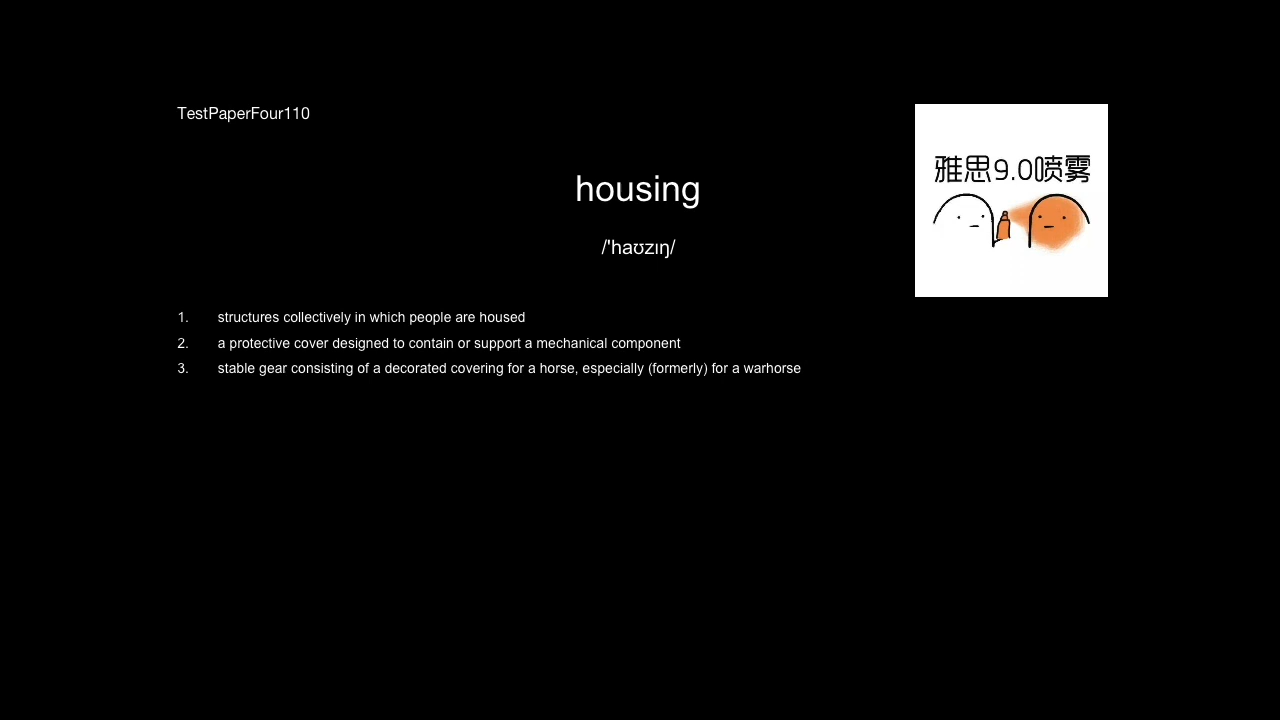 TestPaperFour110
雅思9.0喷雾
housing
/'haʊzɪŋ/
1. structures collectively in which people are housed
2. a protective cover designed to contain or support a mechanical component
3. stable gear consisting of a decorated covering for a horse, especially (formerly) for a warhorse